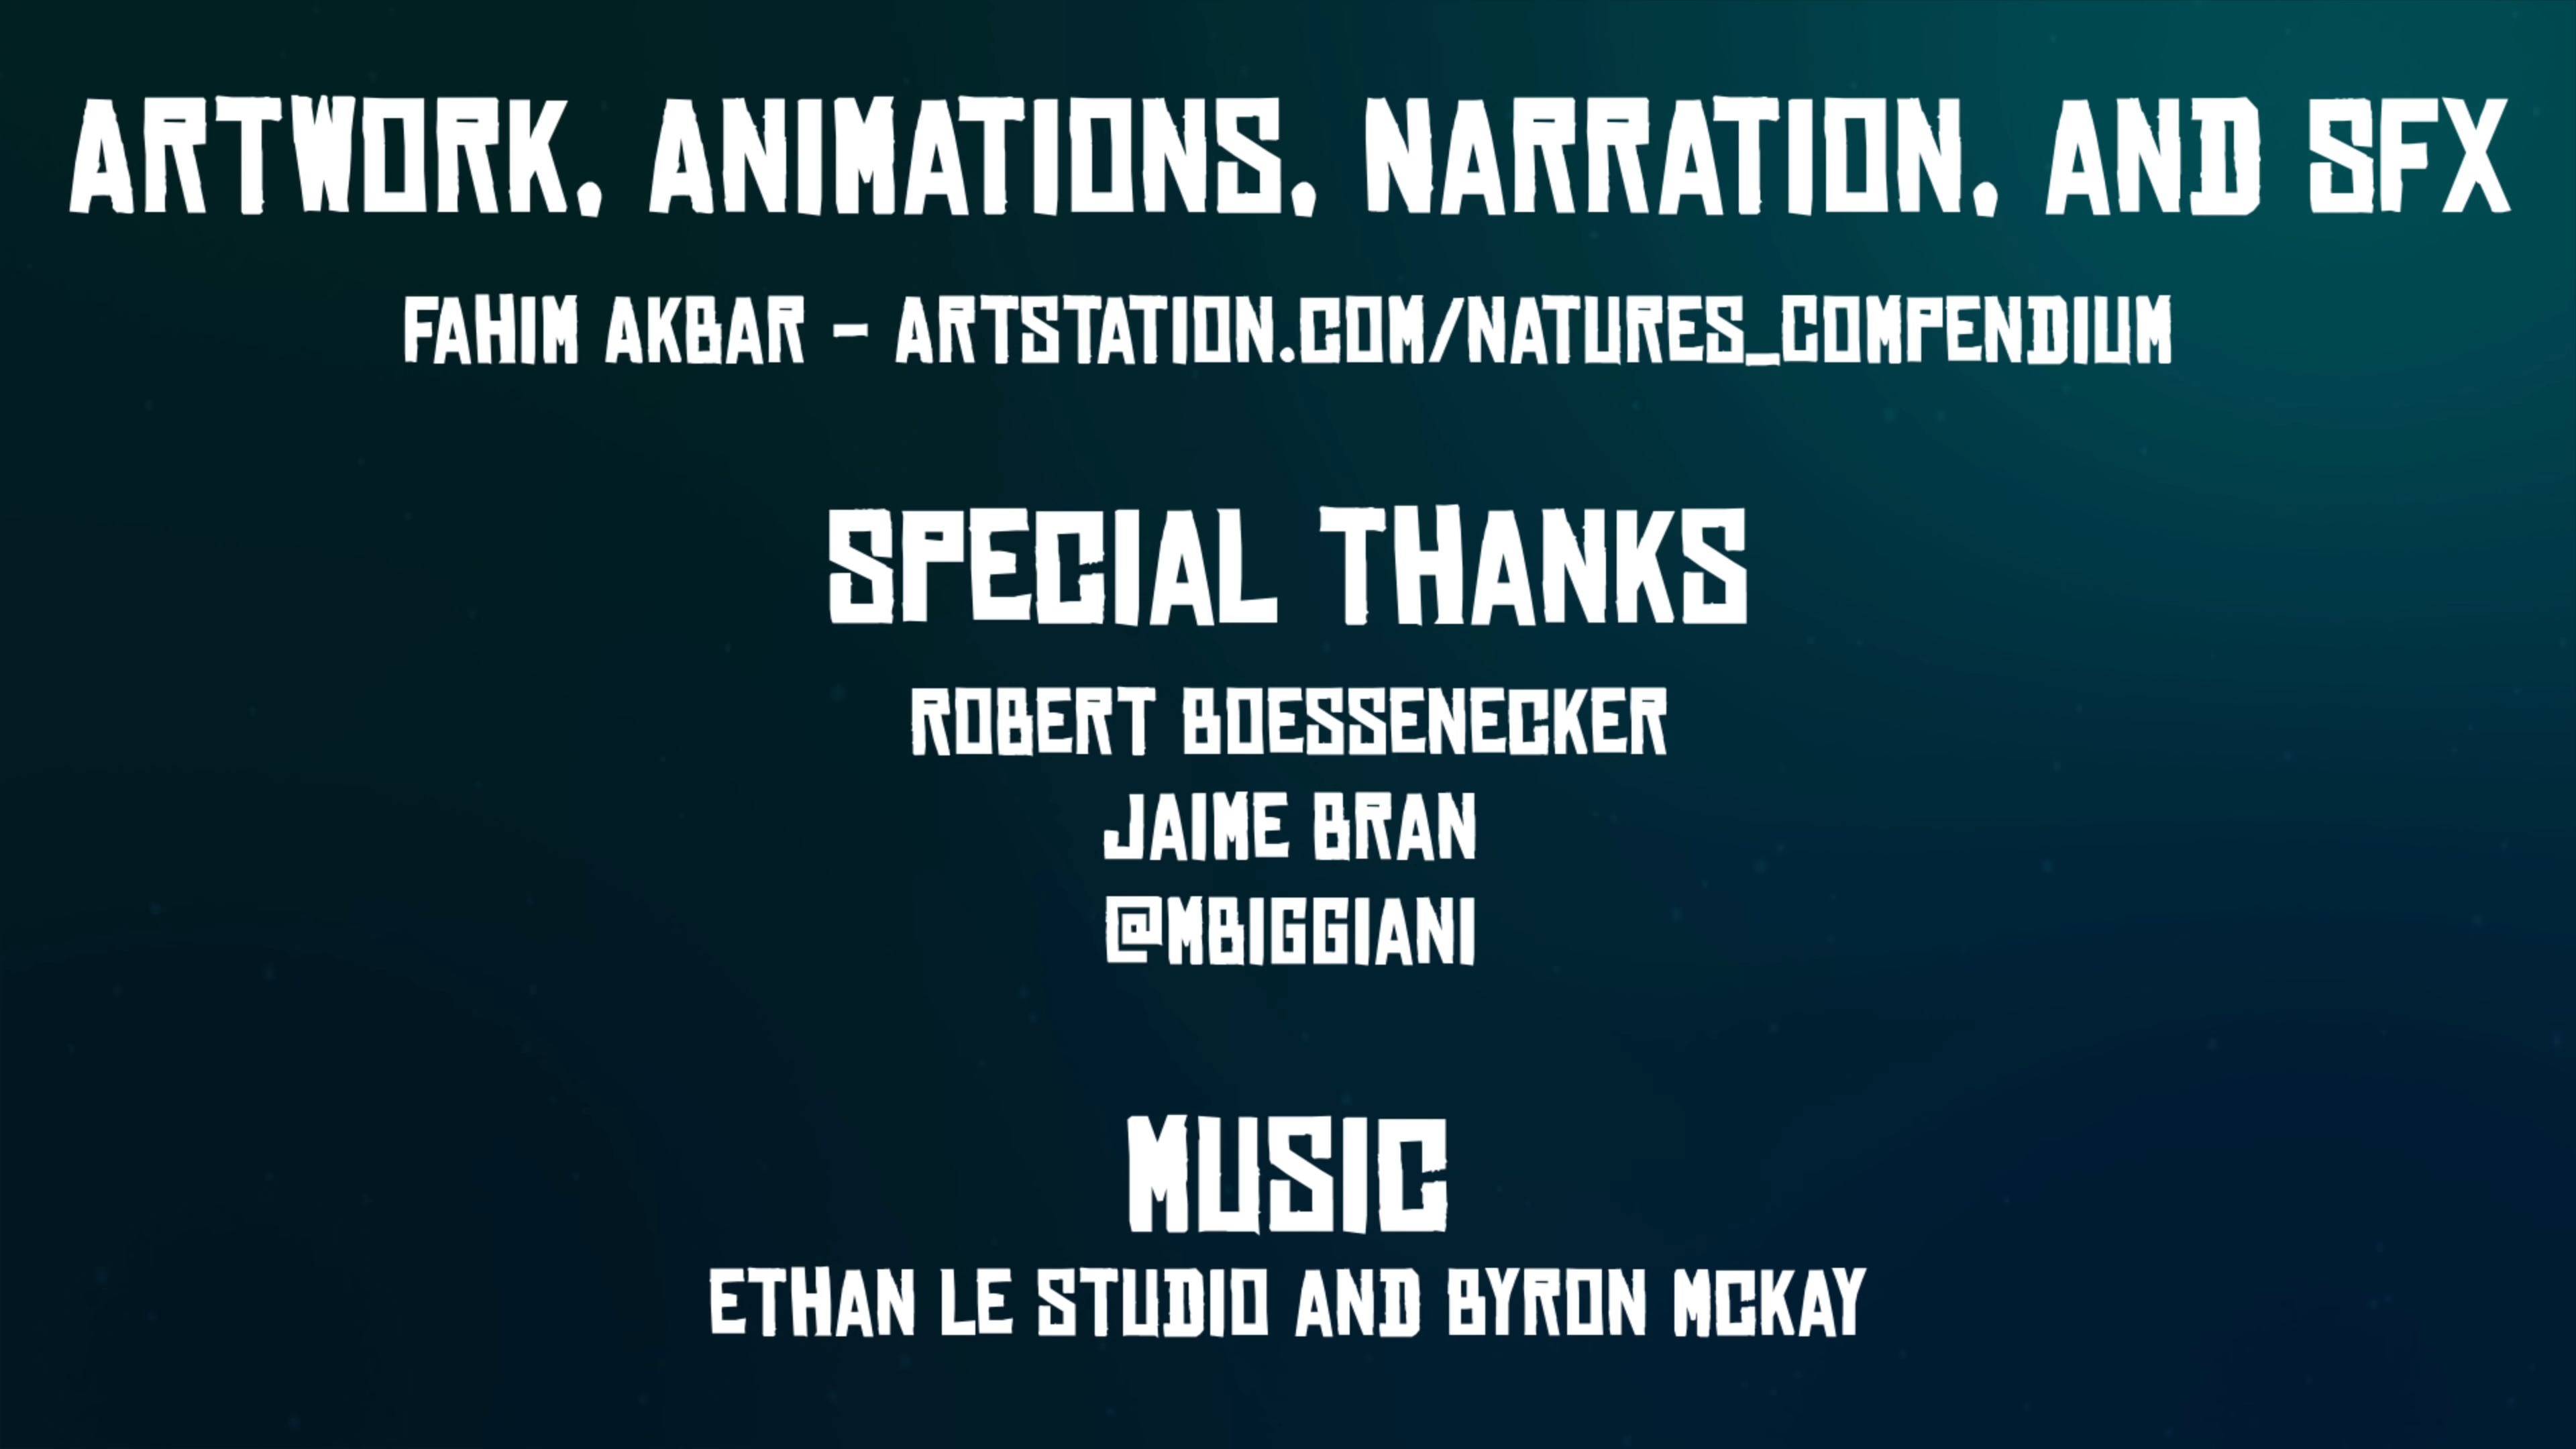 ARTWORK, ANIMATIONS, NARRATION, AND SFX
FAHIM AKBAR - ARTSTATION.COM/NATURES_COMPENDIUM
SPECIAL THANKS
ROBERT BOESSENECKER
JAIME BRAN
@MBIGGIANI
MUSIC
ETHAN LE STUDIO AND BYRON MCKAY